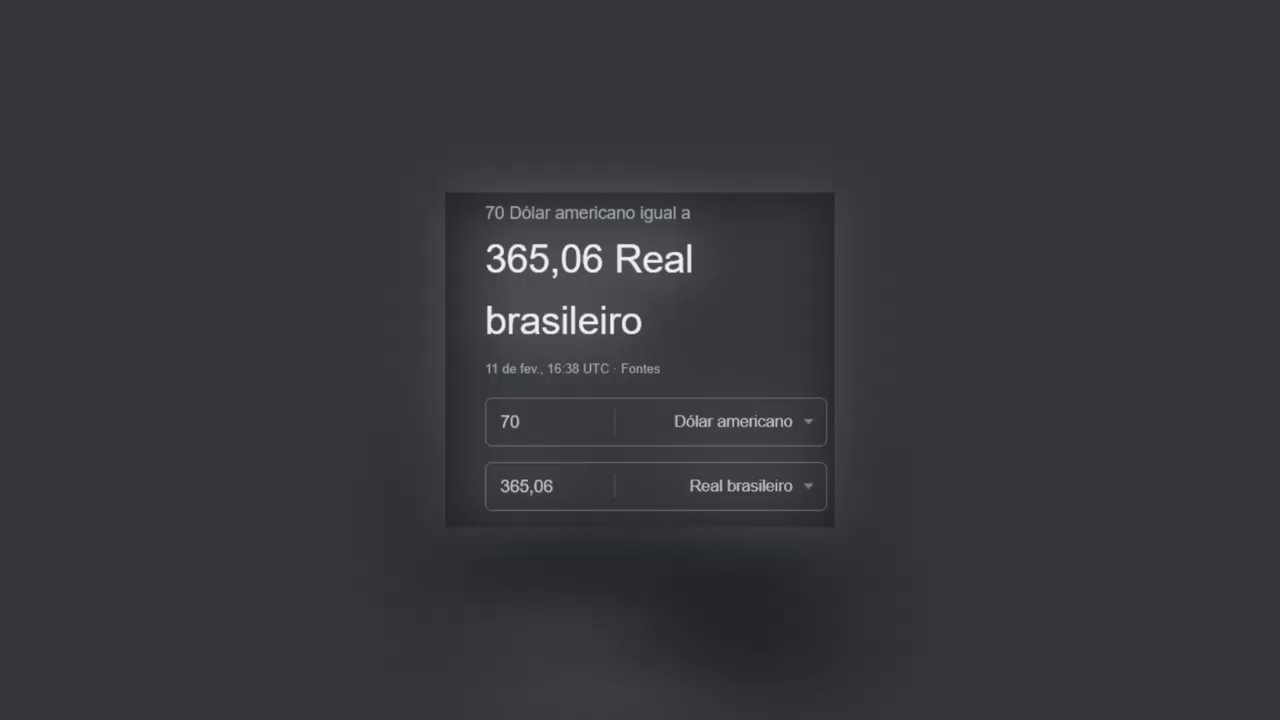 70 Dólar americano igual a
365,06 Real
brasileiro
11 de fev., 16:38 UTC · Fontes
70 Dólar americano
365,06 Real brasileiro